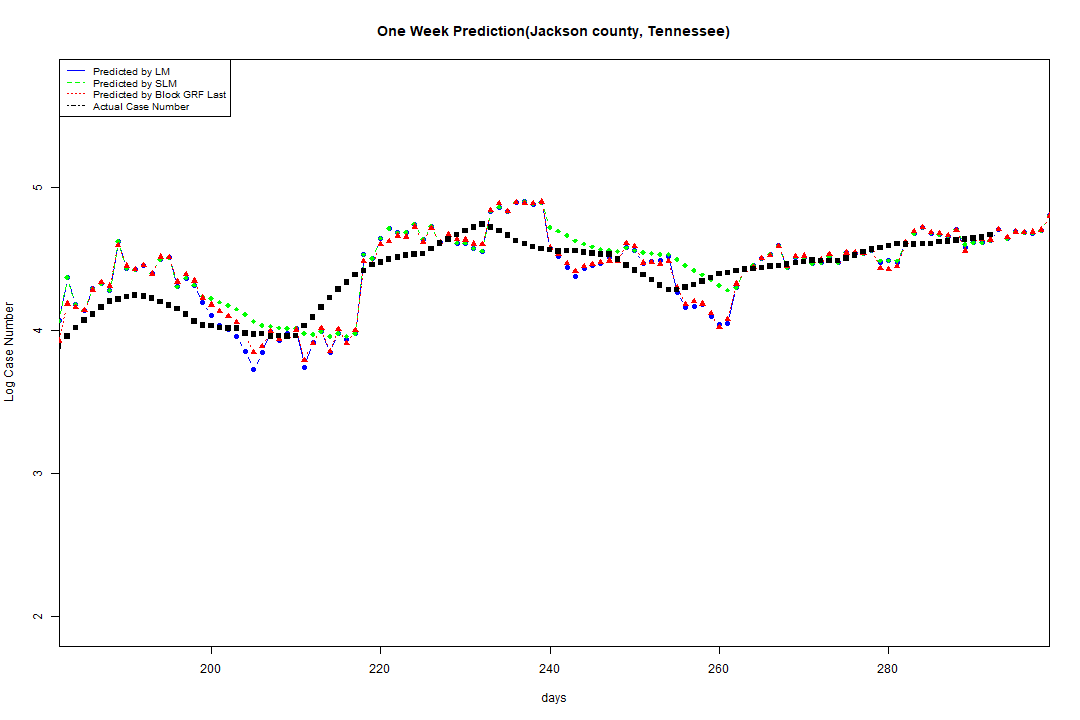 One Week Prediction(Jackson county, Tennessee)
Predicted by LM
Predicted by SLM
Predicted by Block GRF Last
Actual Case Number
5
4
3
2
Log Case Number
200 220 240 260 280
days